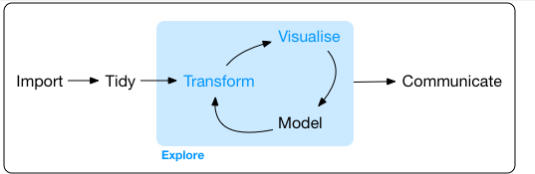 Visualise
Import
Tidy
Transform
Communicate
Model
Explore